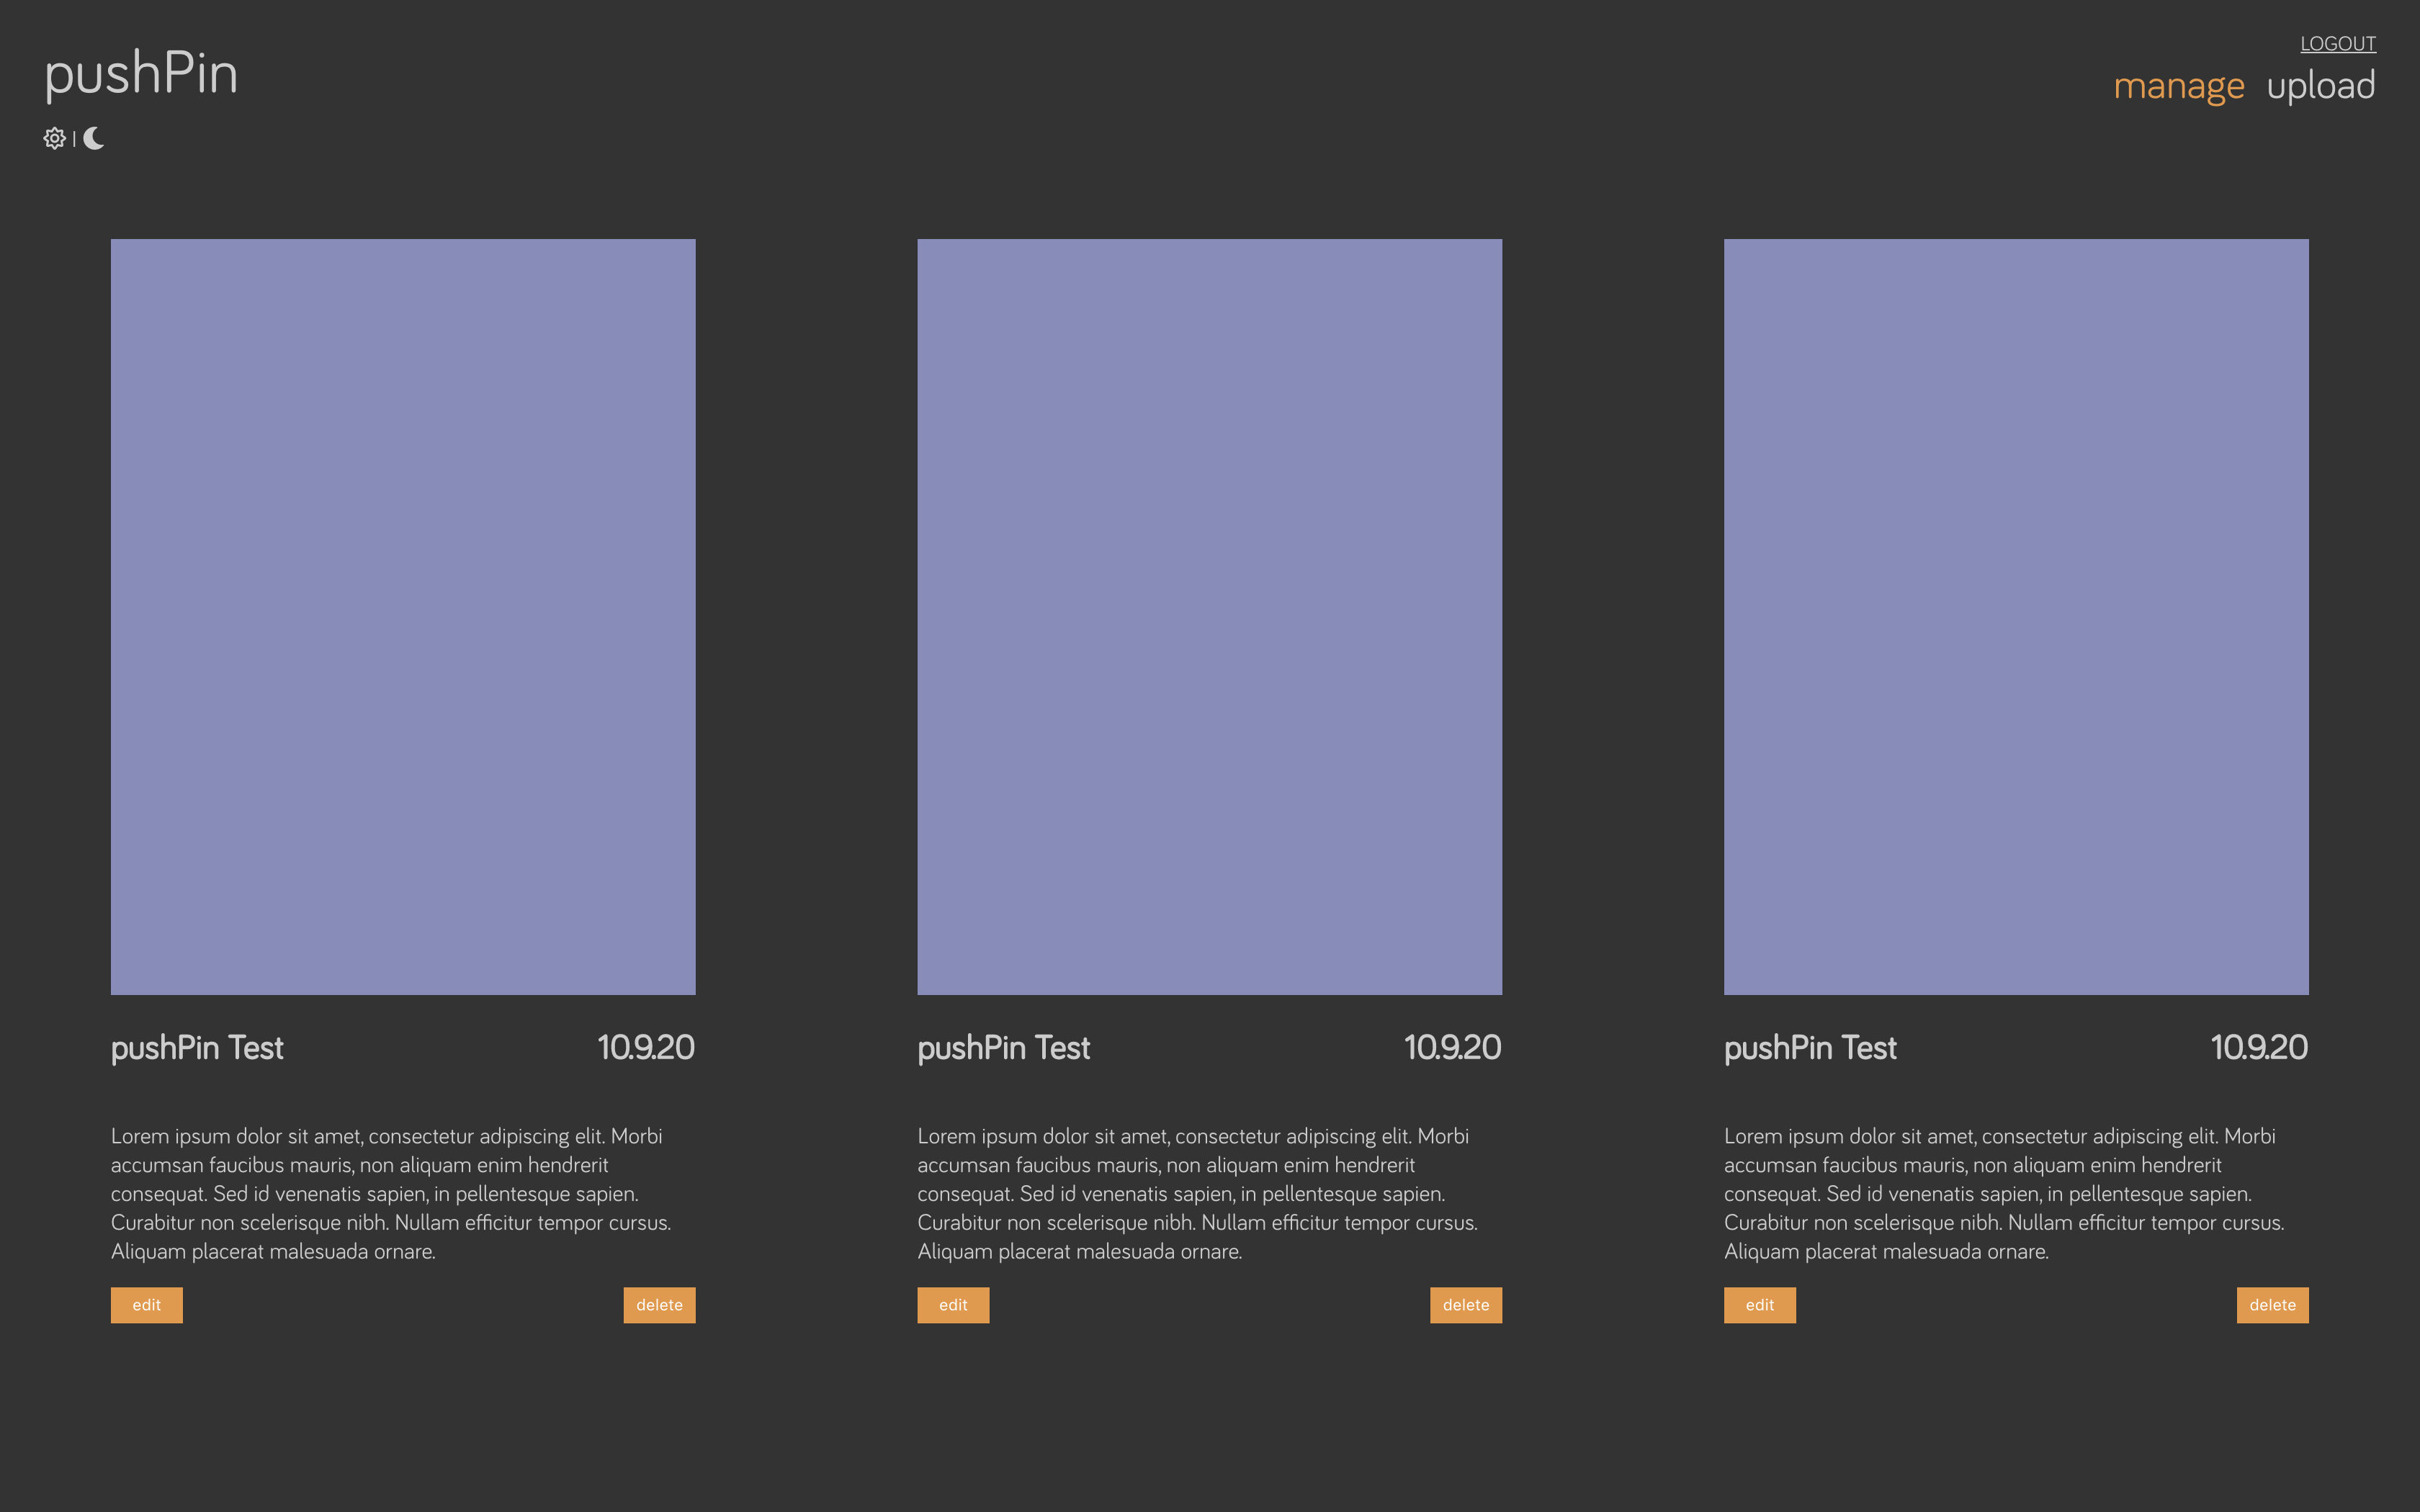 pushPin
LOGOUT
manage upload
|
pushPin Test 10.9.20
Lorem ipsum dolor sit amet, consectetur adipiscing elit. Morbi
accumsan faucibus mauris, non aliquam enim hendrerit
consequat. Sed id venenatis sapien, in pellentesque sapien.
Curabitur non scelerisque nibh. Nullam efficitur tempor cursus.
Aliquam placerat malesuada ornare.
edit delete
pushPin Test 10.9.20
Lorem ipsum dolor sit amet, consectetur adipiscing elit. Morbi
accumsan faucibus mauris, non aliquam enim hendrerit
consequat. Sed id venenatis sapien, in pellentesque sapien.
Curabitur non scelerisque nibh. Nullam efficitur tempor cursus.
Aliquam placerat malesuada ornare.
edit delete
pushPin Test 10.9.20
Lorem ipsum dolor sit amet, consectetur adipiscing elit. Morbi
accumsan faucibus mauris, non aliquam enim hendrerit
consequat. Sed id venenatis sapien, in pellentesque sapien.
Curabitur non scelerisque nibh. Nullam efficitur tempor cursus.
Aliquam placerat malesuada ornare.
edit delete